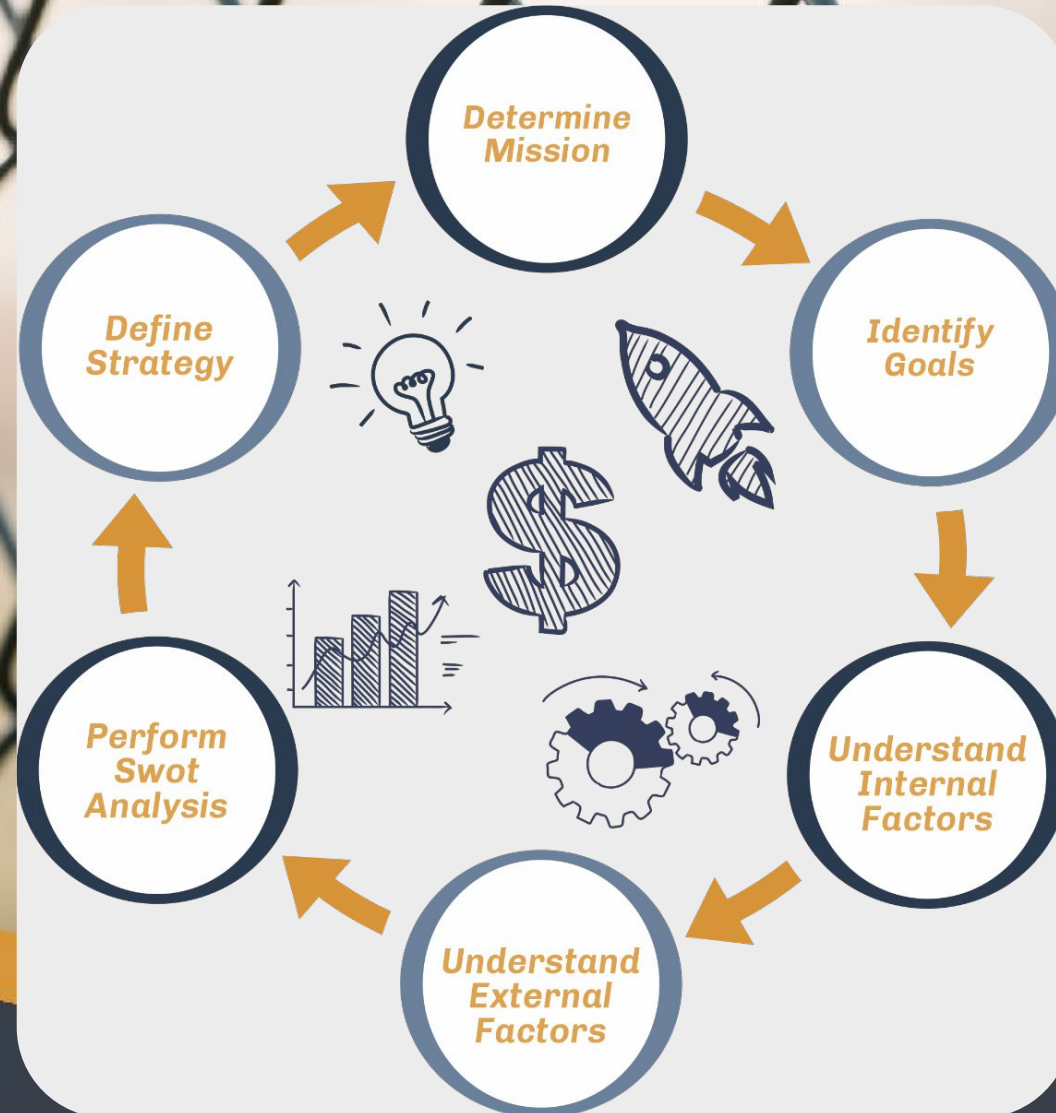 Determine
Mission
Identify
Goals
Understand
Internal
Factors
Understand
External
Factors
Perform
Swot
Analysis
Define
Strategy
$